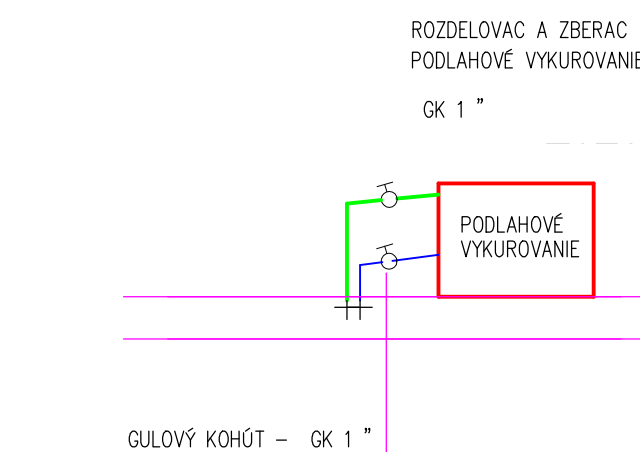 ROZDELOVAC A ZBERAC
PODLAHOVÉ VYKUROVANIE
GK 1 ”
PODLAHOVÉ
VYKUROVANIE
GULOVÝ KOHÚT – GK 1 ”